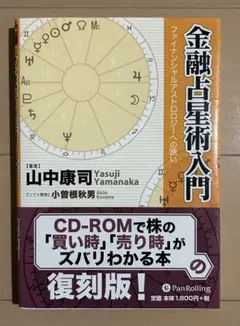 金融占星術入門
ファイナンシャルアストロロジーへの誘い
【著者】
山中康司
Yasuji
Yamanaka
小曽根秋男
Akio
Kosone
CD-ROMで株の
「買い時」「売り時」が
ズバリわかる本
の
復刻版!
PanRolling
定価 本体1,800円+税